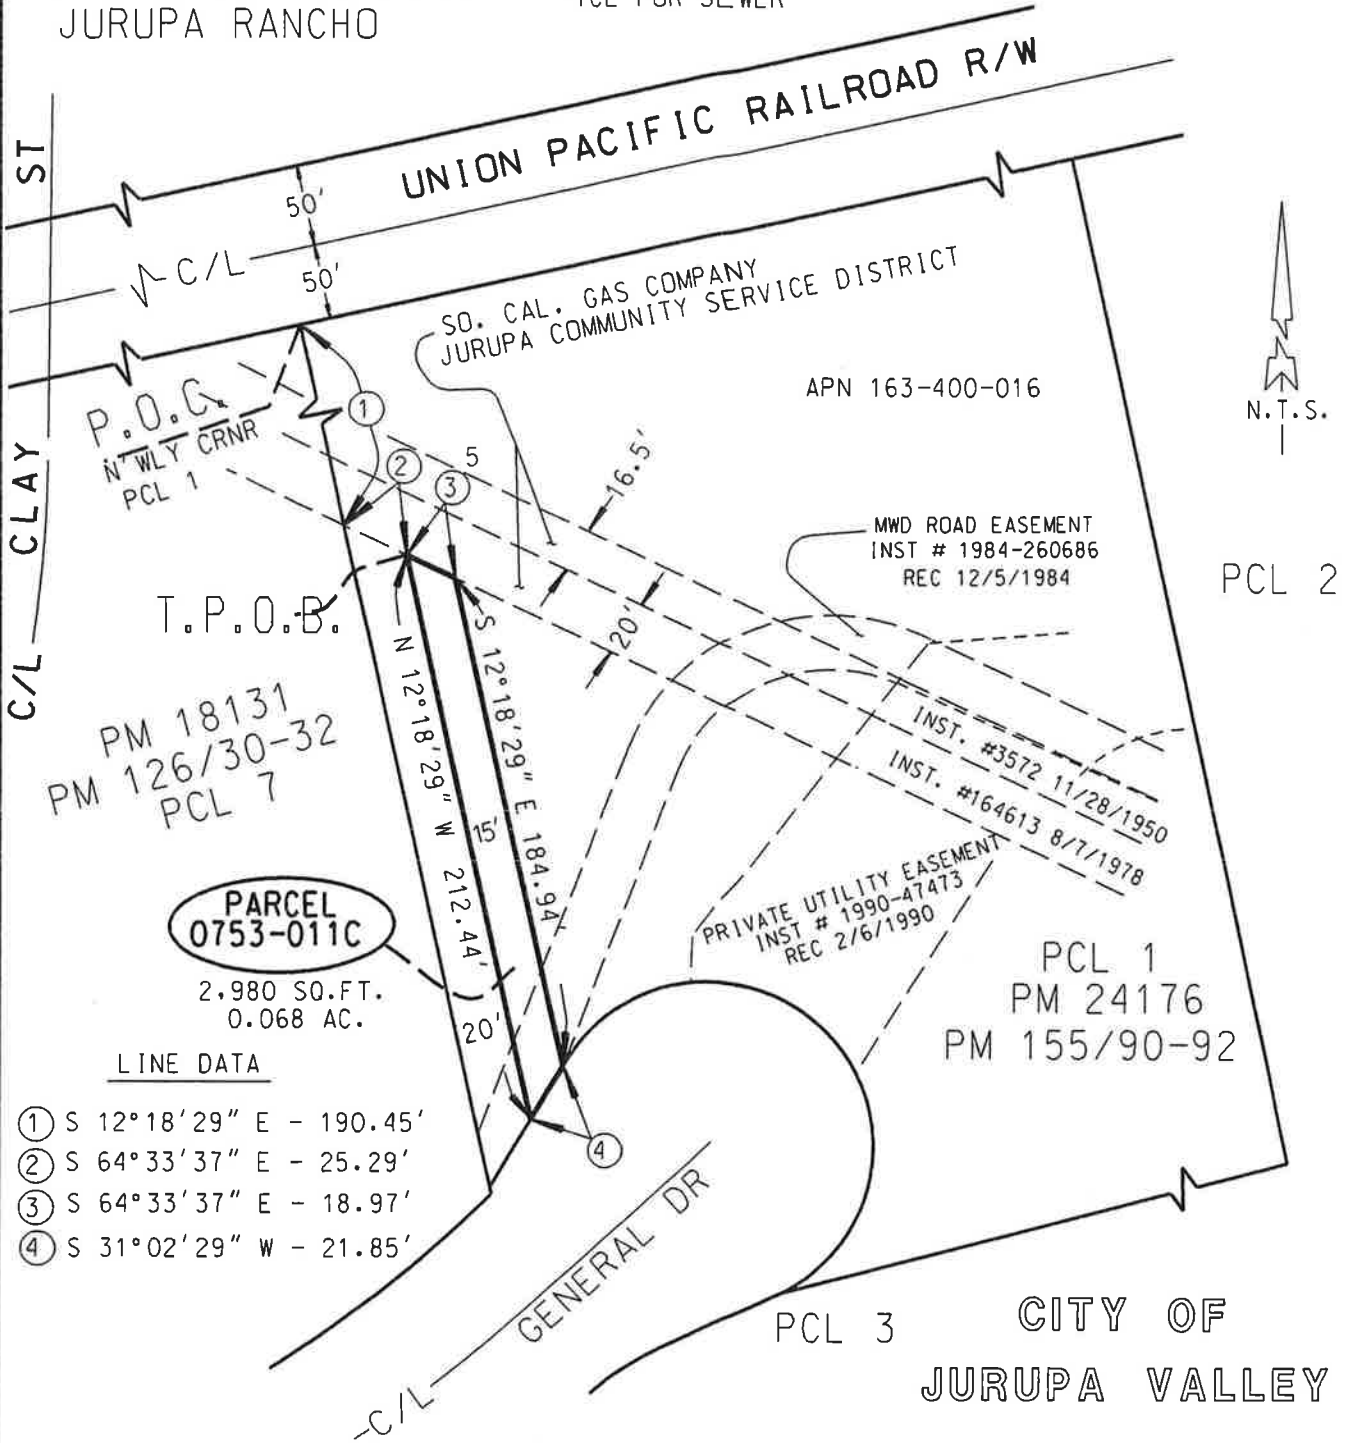 JURUPA RANCHO
TCE FOR SEWER
UNION PACIFIC RAILROAD R/W
50'
C/L
50'
C/L CLAY ST
SO. CAL. GAS COMPANY
JURUPA COMMUNITY SERVICE DISTRICT
APN 163-400-016
N.T.S.
P.O.C.
N'WLY CRNR
PCL 1
1
2
5
3
16.5'
MWD ROAD EASEMENT
INST # 1984-260686
REC 12/5/1984
PCL 2
T.P.O.B.
20'
N 12°18'29" W 212.44'
S 12°18'29" E 184.94'
15'
PM 18131
PM 126/30-32
PCL 7
INST. #3572 11/28/1950
INST. #164613 8/7/1978
PRIVATE UTILITY EASEMENT
INST # 1990-47473
REC 2/6/1990
PARCEL
0753-011C
2,980 SQ.FT.
0.068 AC.
20'
PCL 1
PM 24176
PM 155/90-92
LINE DATA
1 S 12°18'29" E - 190.45'
2 S 64°33'37" E - 25.29'
3 S 64°33'37" E - 18.97'
4 S 31°02'29" W - 21.85'
4
C/L GENERAL DR
PCL 3
CITY OF
JURUPA VALLEY